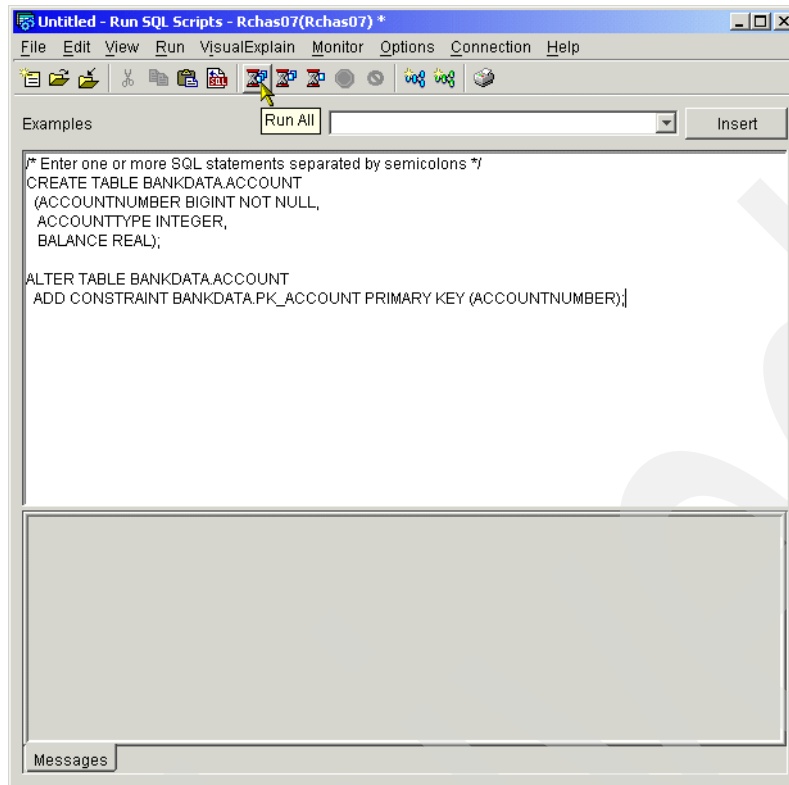 Untitled - Run SQL Scripts - Rchas07(Rchas07) *
File Edit View Run VisualExplain Monitor Options Connection Help
Run All
Examples
Insert
/* Enter one or more SQL statements separated by semicolons */
CREATE TABLE BANKDATA.ACCOUNT
(ACCOUNTNUMBER BIGINT NOT NULL,
ACCOUNTTYPE INTEGER,
BALANCE REAL);
ALTER TABLE BANKDATA.ACCOUNT
ADD CONSTRAINT BANKDATA.PK_ACCOUNT PRIMARY KEY (ACCOUNTNUMBER);
Messages